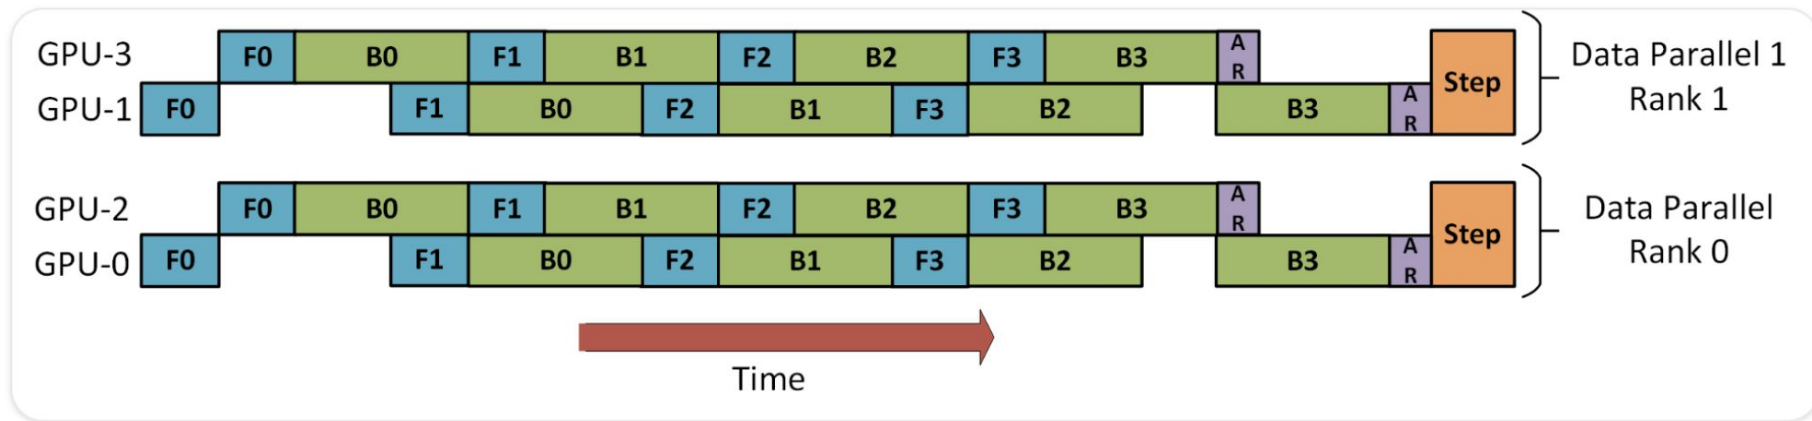 GPU-3 F0 B0 F1 B1 F2 B2 F3 B3 A R
GPU-1 F0 F1 B0 F2 B1 F3 B2 B3 A R
Step
Data Parallel 1
Rank 1
GPU-2 F0 B0 F1 B1 F2 B2 F3 B3 A R
GPU-0 F0 F1 B0 F2 B1 F3 B2 B3 A R
Step
Data Parallel
Rank 0
Time